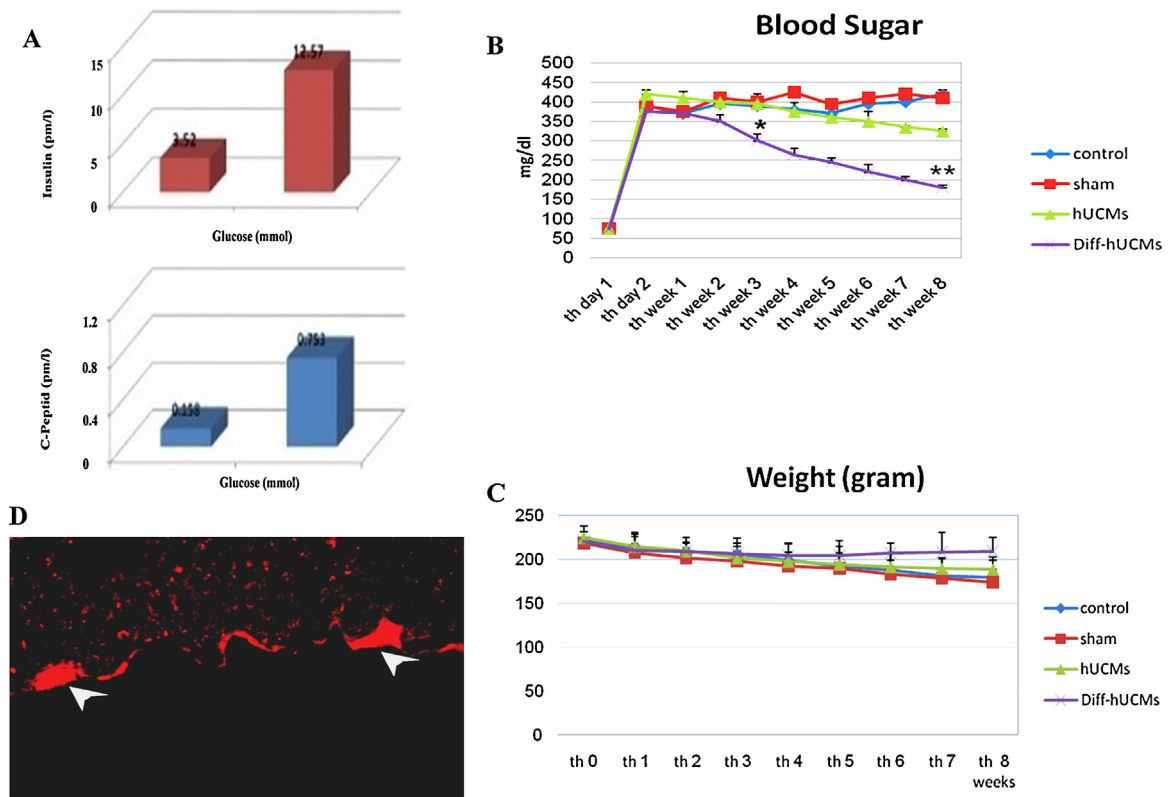 A
15
10
5
0
Insulin (pm/l)
3.52
12.57
Glucose (mmol)
1.2
0.8
0.4
0
C-Peptid (pm/l)
0.158
0.753
Glucose (mmol)
B
Blood Sugar
500
450
400
350
300
250
200
150
100
50
0
mg/dl
*
**
th day 1
th day 2
th week 1
th week 2
th week 3
th week 4
th week 5
th week 6
th week 7
th week 8
control
sham
hUCMs
Diff-hUCMs
D
C
Weight (gram)
250
200
150
100
50
0
th 0
th 1
th 2
th 3
th 4
th 5
th 6
th 7
th 8
weeks
control
sham
hUCMs
Diff-hUCMs